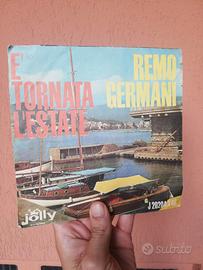 E'
TORNATA
L'ESTATE
REMO
GERMANI
jolly
subito